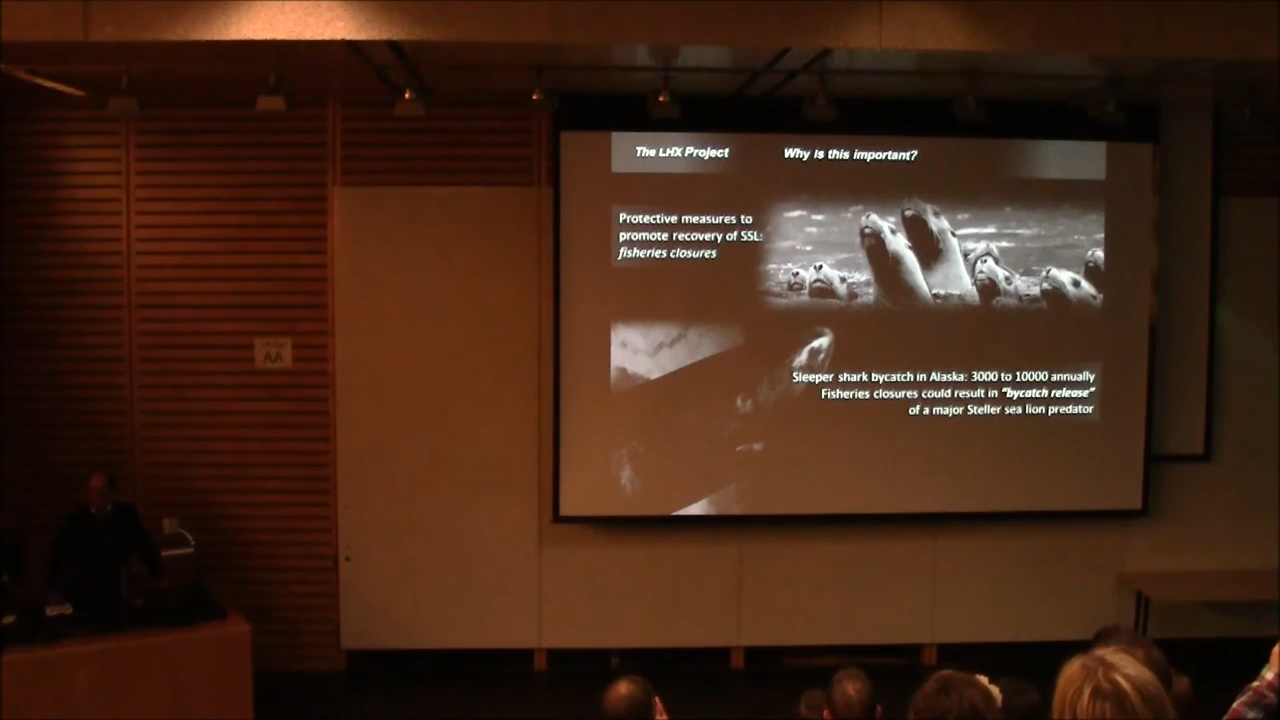 The LHX Project
Why is this important?
Protective measures to
promote recovery of SSL:
fisheries closures
Sleeper shark bycatch in Alaska: 3000 to 10000 annually
Fisheries closures could result in "bycatch release"
of a major Steller sea lion predator
AA